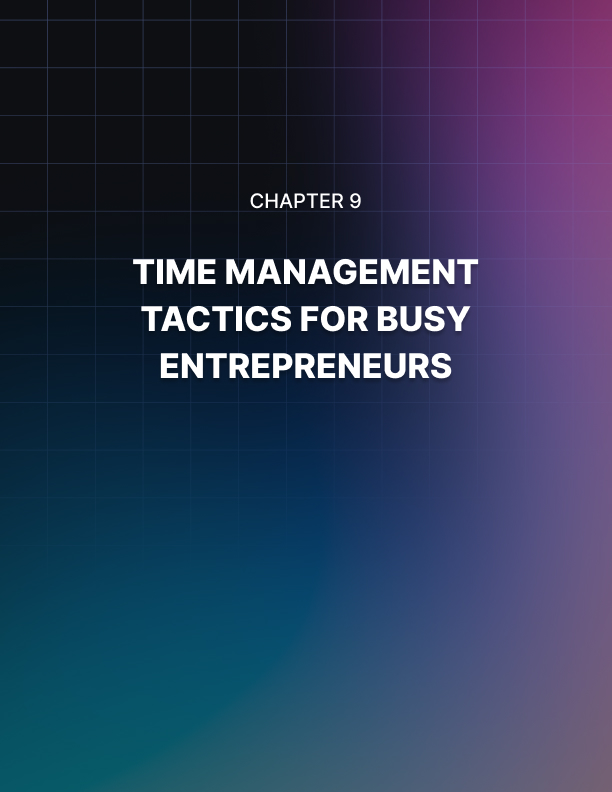 CHAPTER 9
TIME MANAGEMENT
TACTICS FOR BUSY
ENTREPRENEURS